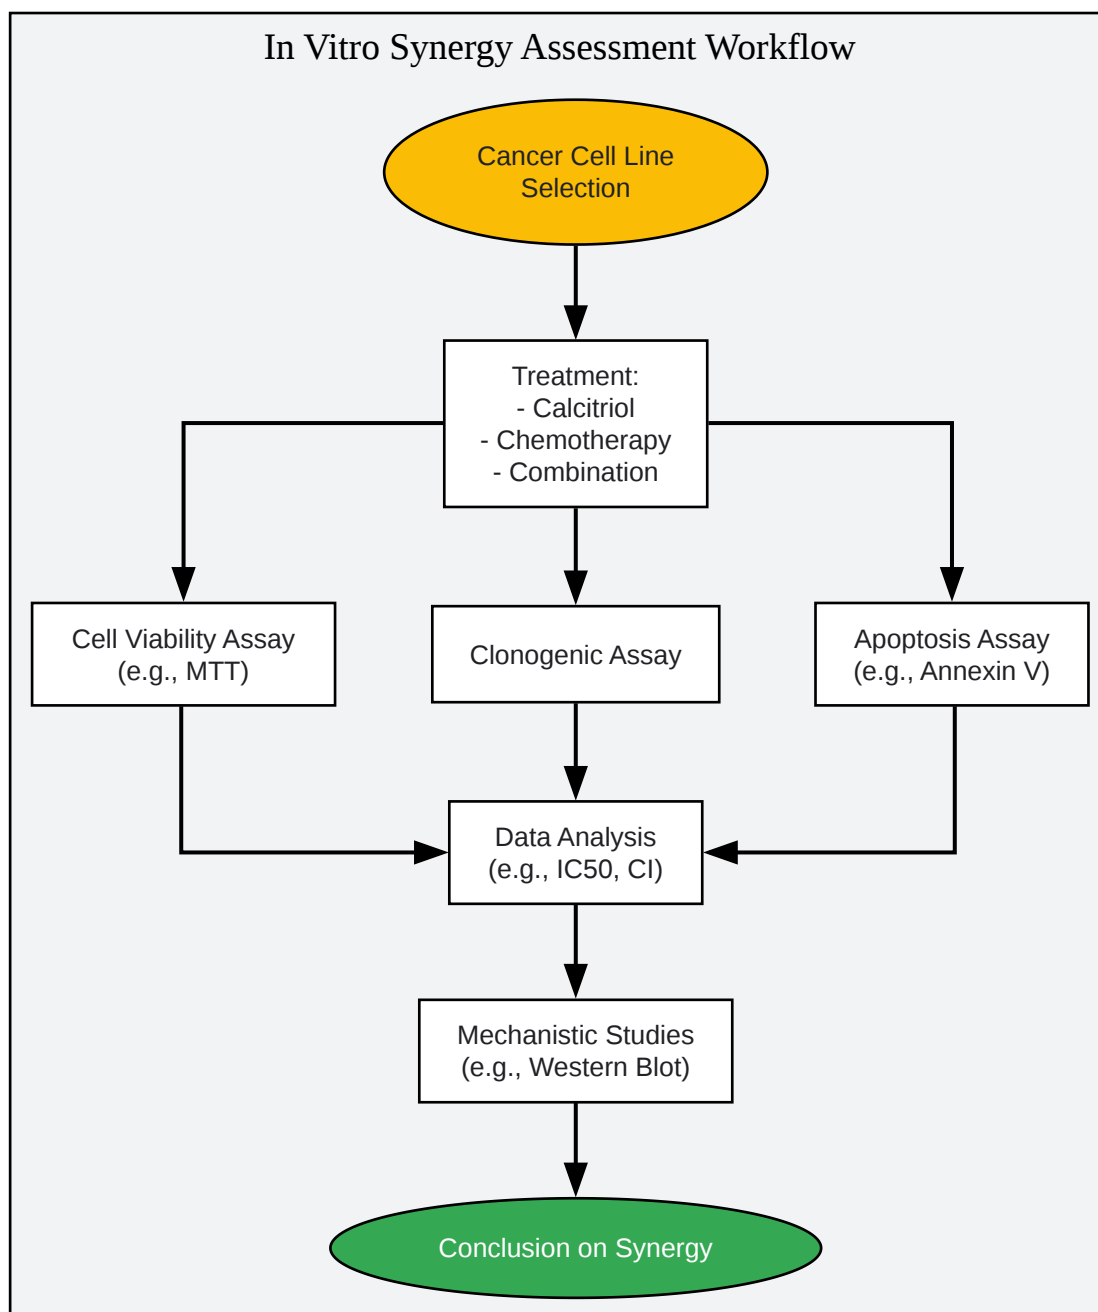 In Vitro Synergy Assessment Workflow
Cancer Cell Line
Selection
Treatment:
- Calcitriol
- Chemotherapy
- Combination
Cell Viability Assay
(e.g., MTT)
Clonogenic Assay
Apoptosis Assay
(e.g., Annexin V)
Data Analysis
(e.g., IC50, CI)
Mechanistic Studies
(e.g., Western Blot)
Conclusion on Synergy